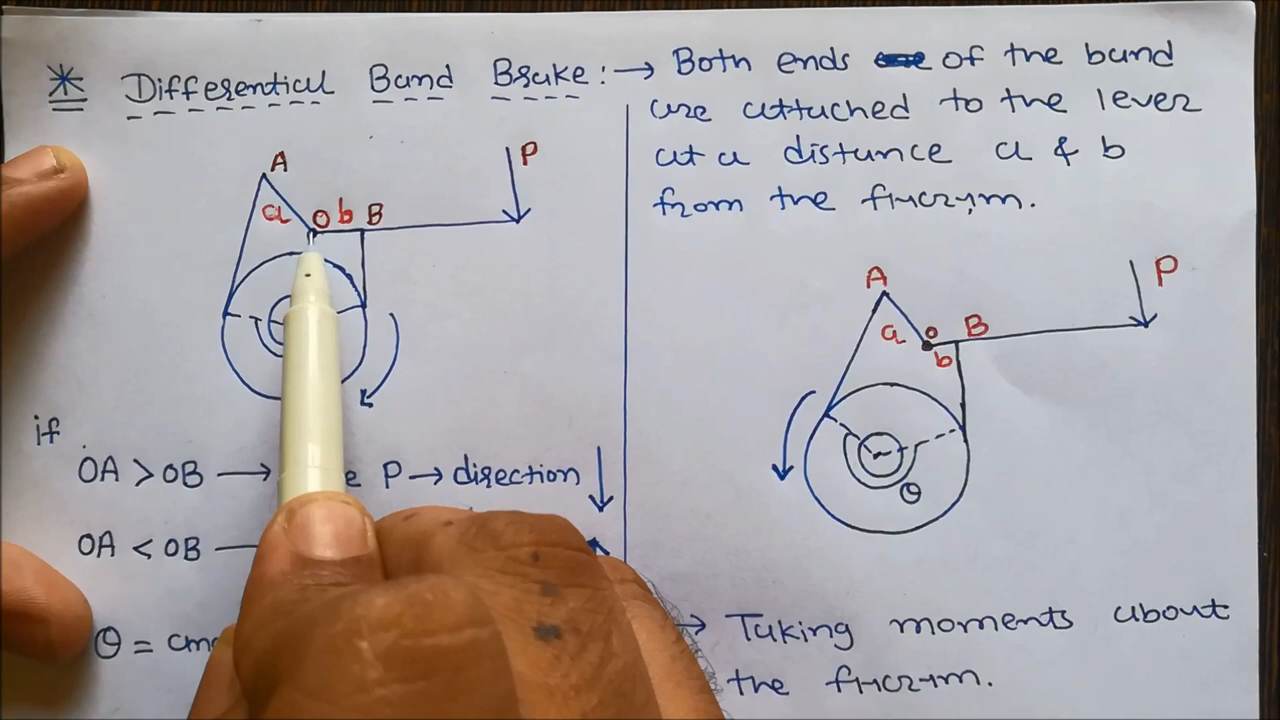 * Differential Band Brake :→ Both ends of the band
are attached to the lever
at a distance a & b
from the fulcrum.
A
P
a O b B
A
P
a o B
b
θ
if
OA > OB → P → direction ↓
OA < OB
θ =
→ Taking moments about
the fulcrum.